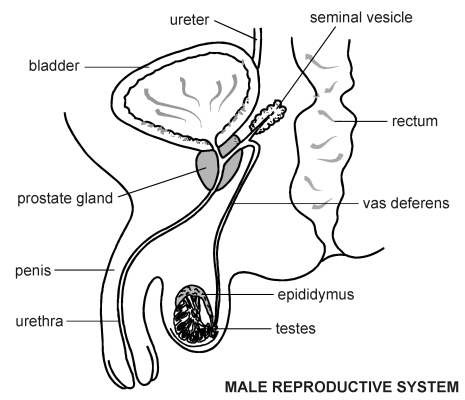 ureter
seminal vesicle
bladder
rectum
prostate gland
vas deferens
penis
epididymus
urethra
testes
MALE REPRODUCTIVE SYSTEM